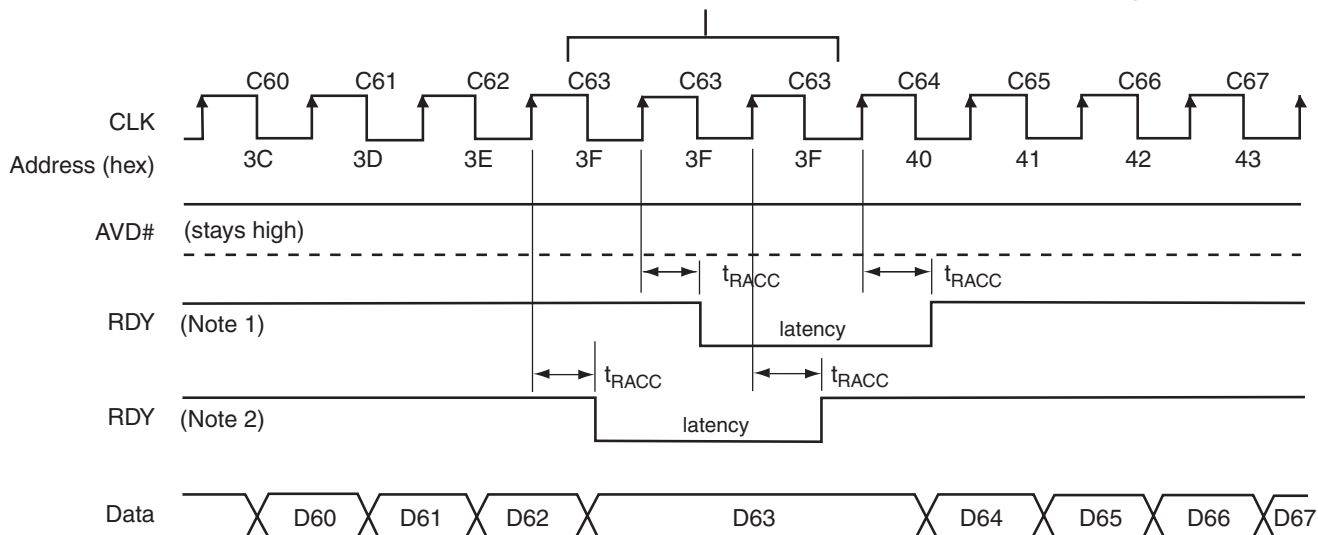 C60 C61 C62 C63 C63 C63 C64 C65 C66 C67
CLK
Address (hex) 3C 3D 3E 3F 3F 3F 40 41 42 43
AVD# (stays high)
tRACC tRACC
RDY (Note 1) latency
tRACC tRACC
RDY (Note 2) latency
Data D60 D61 D62 D63 D64 D65 D66 D67